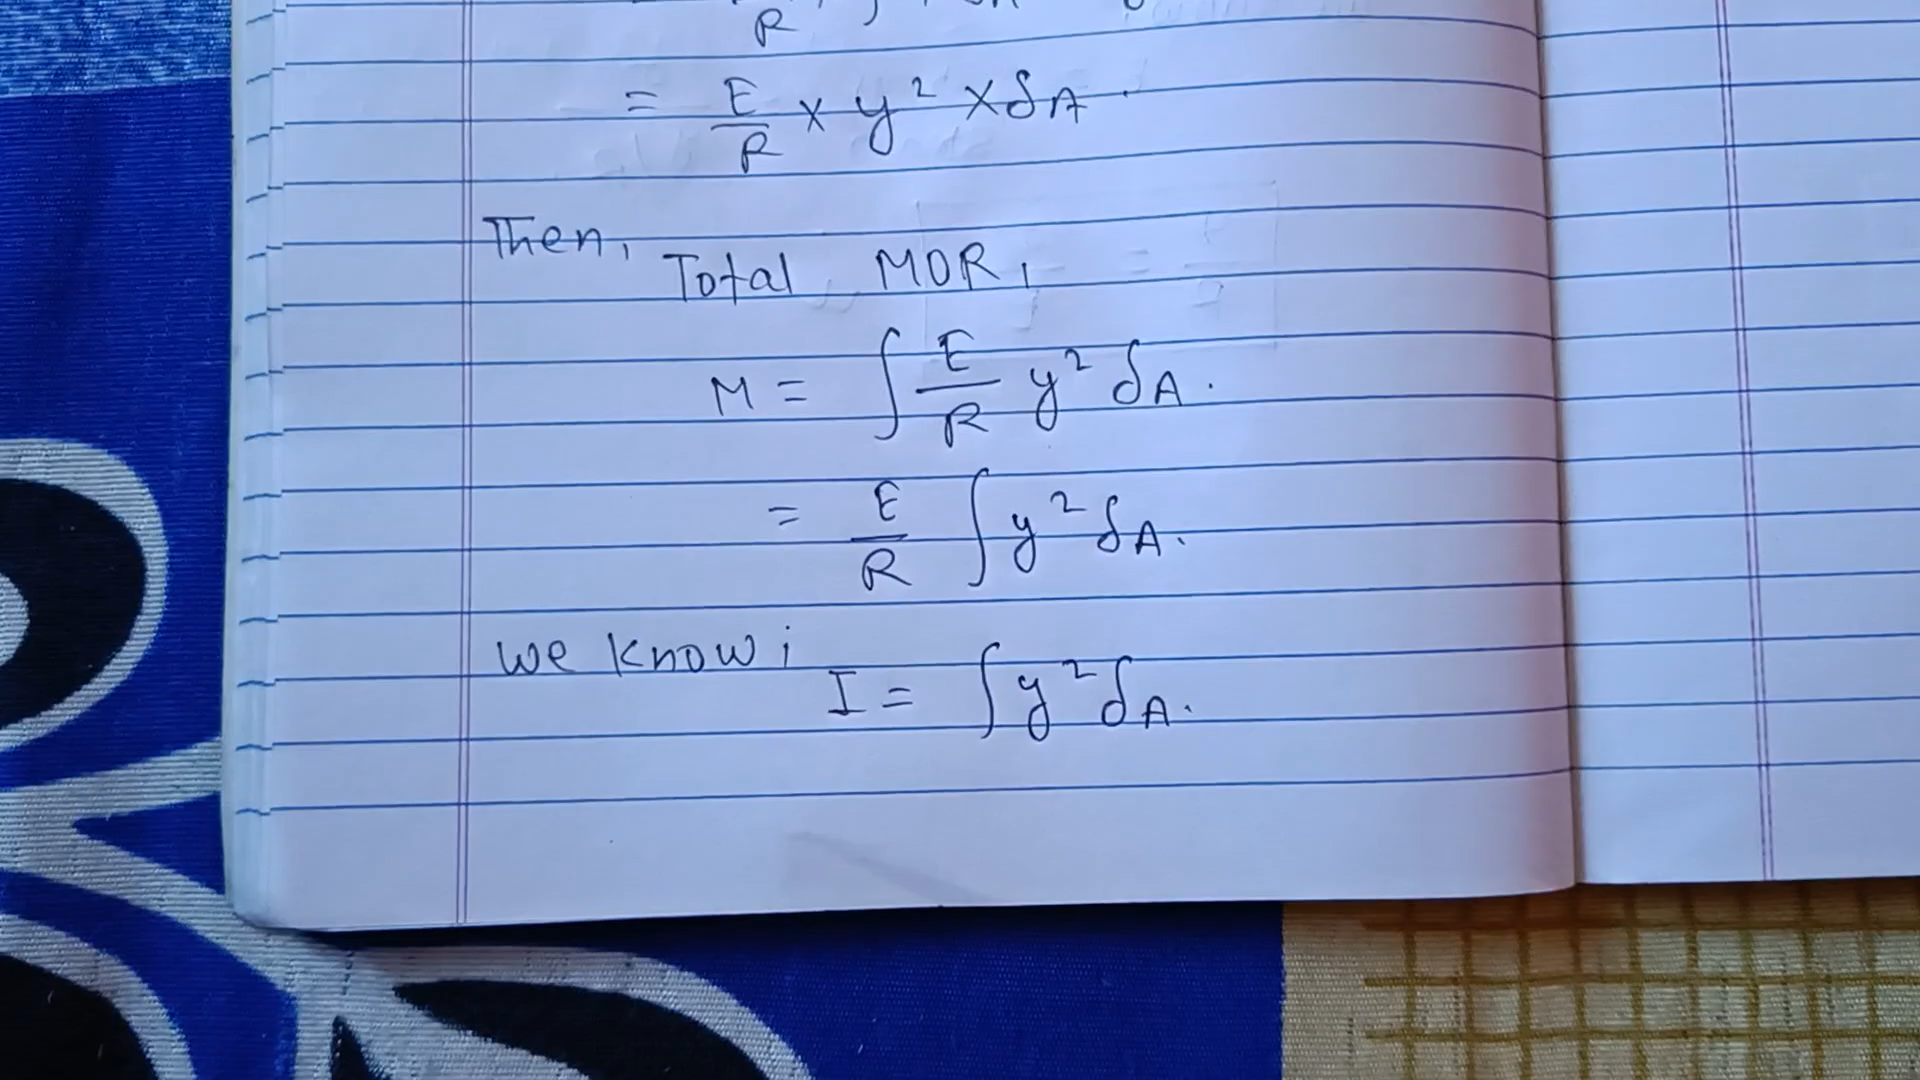 R
= E/R x y² x δA.
Then,
Total MOR,
M = ∫ E/R y² δA.
= E/R ∫ y² δA.
we know;
I = ∫ y² δA.